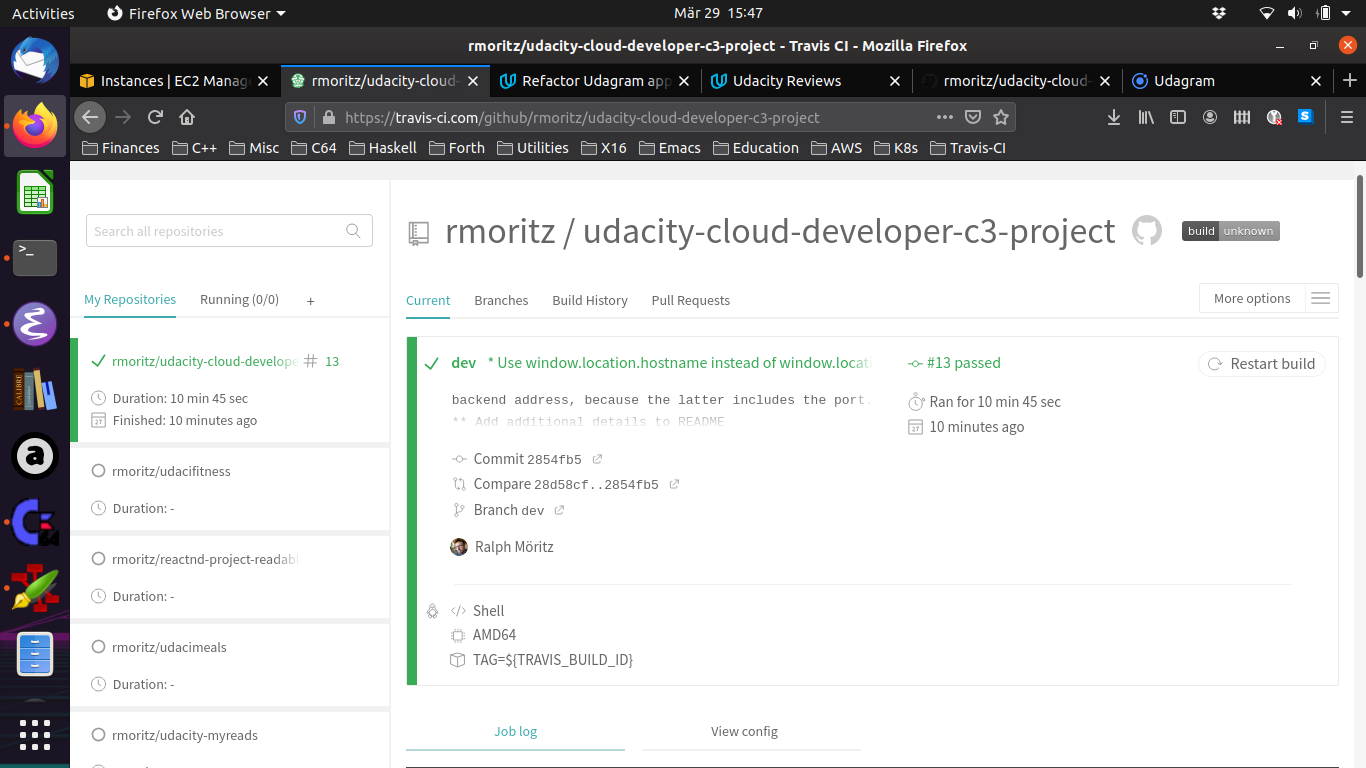 Activities Firefox Web Browser Mär 29 15:47
rmoritz/udacity-cloud-developer-c3-project - Travis CI - Mozilla Firefox
Instances | EC2 Manag rmoritz/udacity-cloud- Refactor Udagram app Udacity Reviews rmoritz/udacity-cloud- Udagram
https://travis-ci.com/github/rmoritz/udacity-cloud-developer-c3-project
Finances C++ Misc C64 Haskell Forth Utilities X16 Emacs Education AWS K8s Travis-CI
Search all repositories
My Repositories Running (0/0) +
rmoritz/udacity-cloud-develope # 13
Duration: 10 min 45 sec
Finished: 10 minutes ago
rmoritz/udacifitness
Duration: -
rmoritz/reactnd-project-readabl
Duration: -
rmoritz/udacimeals
Duration: -
rmoritz/udacity-myreads
rmoritz / udacity-cloud-developer-c3-project build unknown
Current Branches Build History Pull Requests More options
dev * Use window.location.hostname instead of window.locati #13 passed Restart build
backend address, because the latter includes the port. Ran for 10 min 45 sec
** Add additional details to README 10 minutes ago
Commit 2854fb5
Compare 28d58cf..2854fb5
Branch dev
Ralph Möritz
</> Shell
AMD64
TAG=${TRAVIS_BUILD_ID}
Job log View config